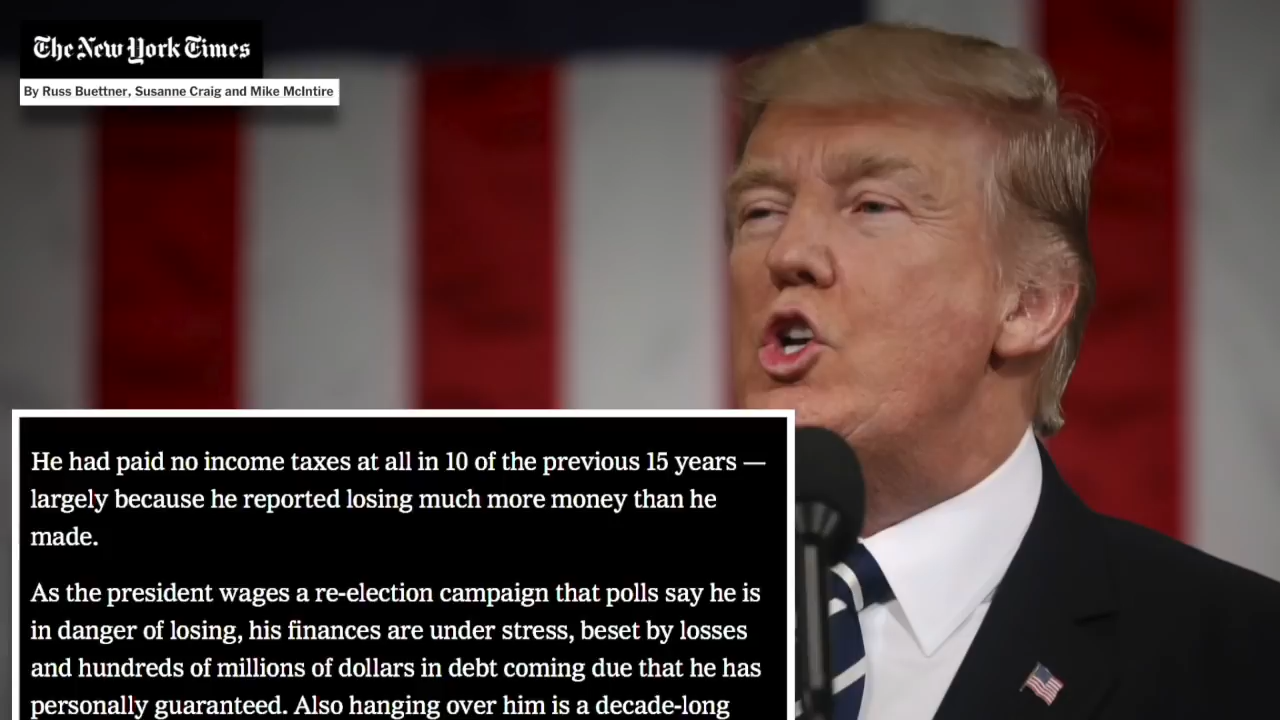 The New York Times
By Russ Buettner, Susanne Craig and Mike McIntire
He had paid no income taxes at all in 10 of the previous 15 years —
largely because he reported losing much more money than he
made.
As the president wages a re-election campaign that polls say he is
in danger of losing, his finances are under stress, beset by losses
and hundreds of millions of dollars in debt coming due that he has
personally guaranteed. Also hanging over him is a decade-long